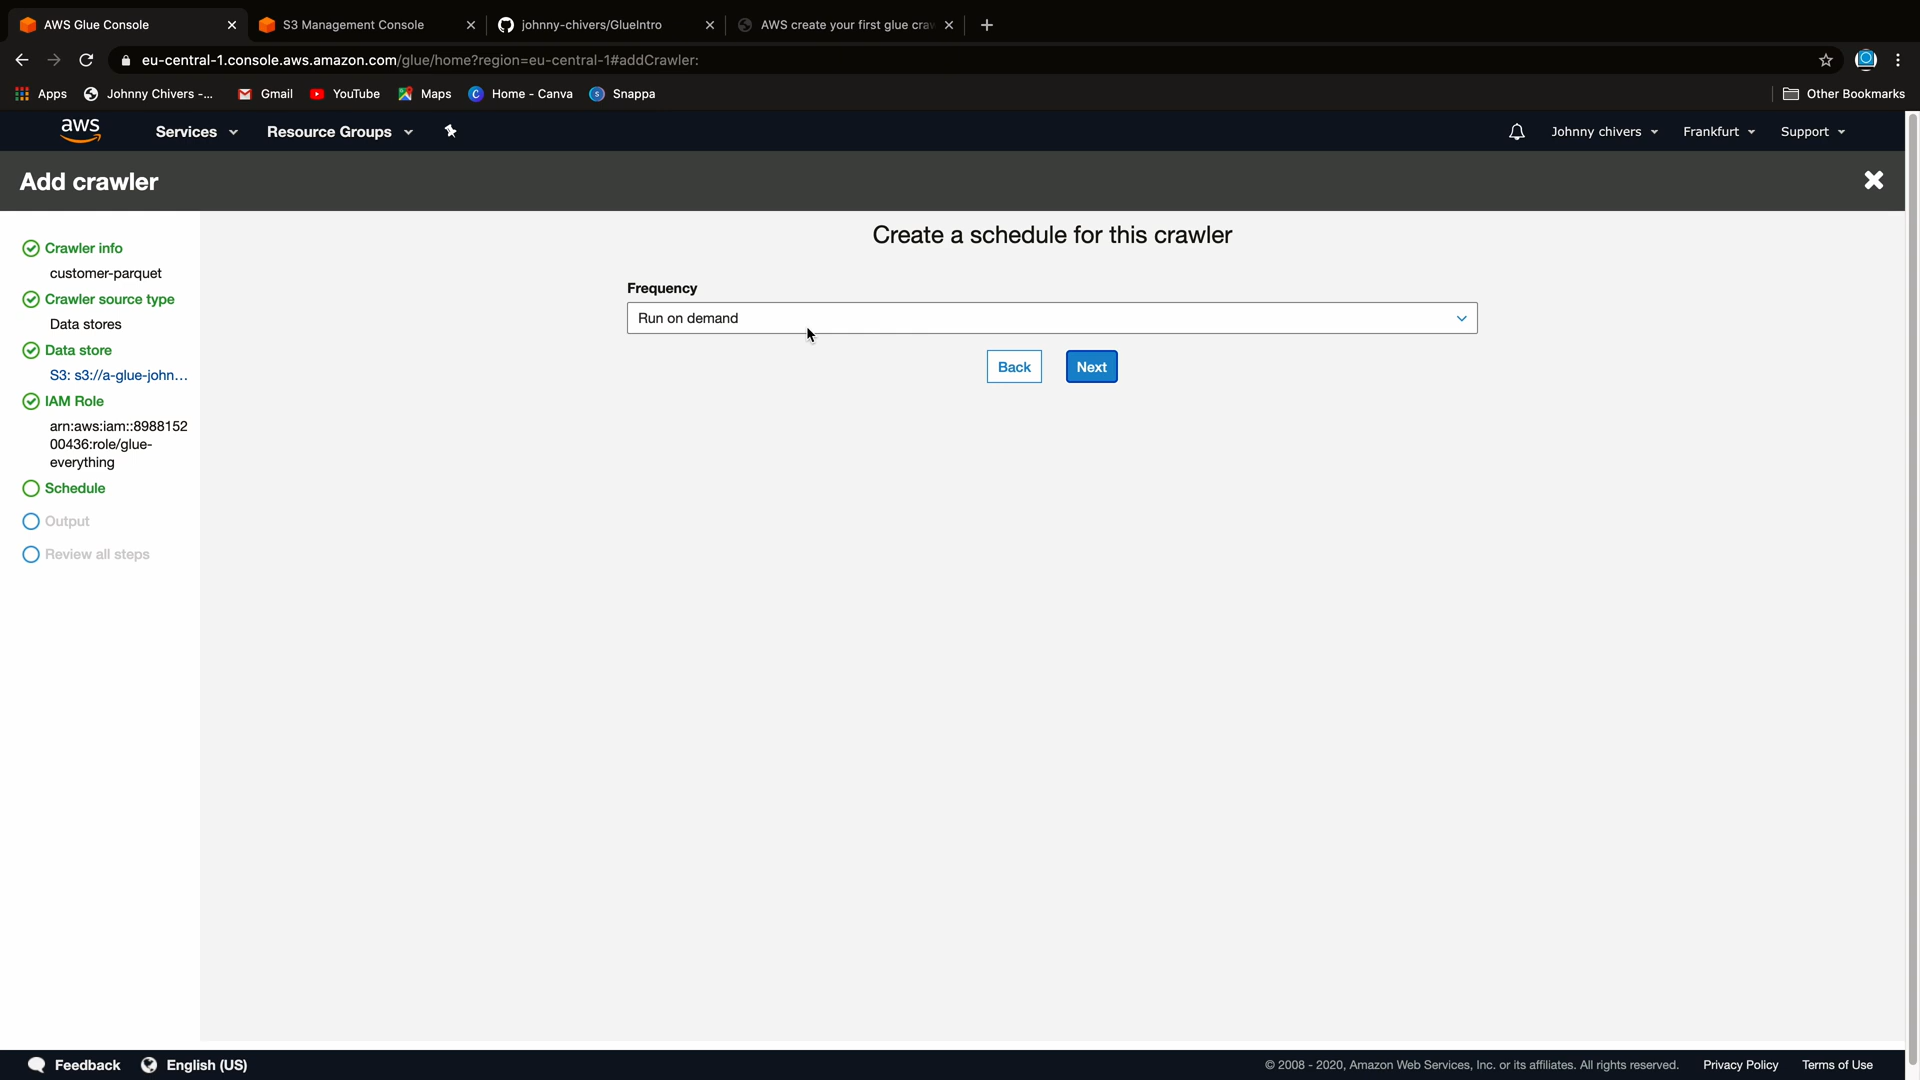 AWS Glue Console
S3 Management Console
johnny-chivers/GlueIntro
AWS create your first glue craw
eu-central-1.console.aws.amazon.com/glue/home?region=eu-central-1#addCrawler:
Apps
Johnny Chivers -...
Gmail
YouTube
Maps
Home - Canva
Snappa
Other Bookmarks
aws
Services
Resource Groups
Johnny chivers
Frankfurt
Support
Add crawler
Create a schedule for this crawler
Crawler info
customer-parquet
Crawler source type
Data stores
Data store
S3: s3://a-glue-john...
IAM Role
arn:aws:iam::8988152
00436:role/glue-
everything
Schedule
Output
Review all steps
Frequency
Run on demand
Back
Next
Feedback
English (US)
© 2008 - 2020, Amazon Web Services, Inc. or its affiliates. All rights reserved.
Privacy Policy
Terms of Use